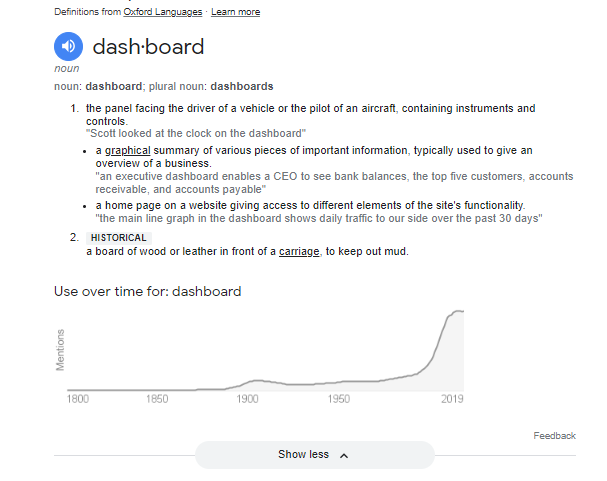 Definitions from Oxford Languages · Learn more
dash·board
noun
noun: dashboard; plural noun: dashboards
1. the panel facing the driver of a vehicle or the pilot of an aircraft, containing instruments and
controls.
"Scott looked at the clock on the dashboard"
• a graphical summary of various pieces of important information, typically used to give an
overview of a business.
"an executive dashboard enables a CEO to see bank balances, the top five customers, accounts
receivable, and accounts payable"
• a home page on a website giving access to different elements of the site's functionality.
"the main line graph in the dashboard shows daily traffic to our side over the past 30 days"
2. HISTORICAL
a board of wood or leather in front of a carriage, to keep out mud.
Use over time for: dashboard
Mentions
1800 1850 1900 1950 2019
Feedback
Show less